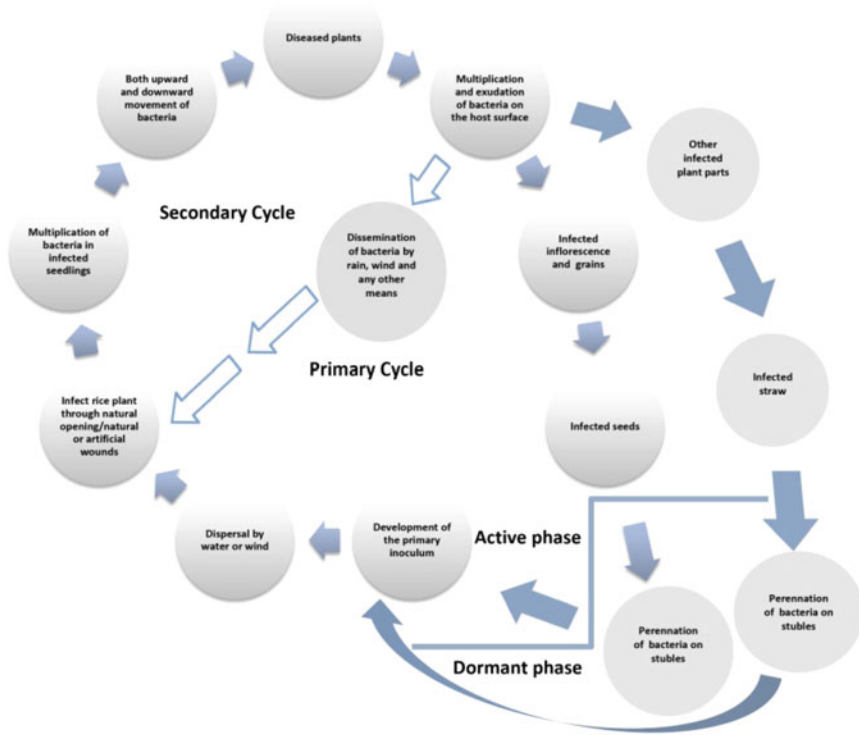 Diseased plants
Both upward
and downward
movement of
bacteria
Multiplication
and exudation
of bacteria on
the host surface
Other
infected
plant parts
Secondary Cycle
Multiplication of
bacteria in
infected
seedlings
Dissemination
of bacteria by
rain, wind and
any other
means
Infected
inflorescence
and grains
Primary Cycle
Infected
straw
Infect rice plant
through natural
opening/natural
or artificial
wounds
Infected seeds
Dispersal by
water or wind
Development of
the primary
inoculum
Active phase
Perennation
of bacteria on
stubles
Perennation
of bacteria on
stubles
Dormant phase